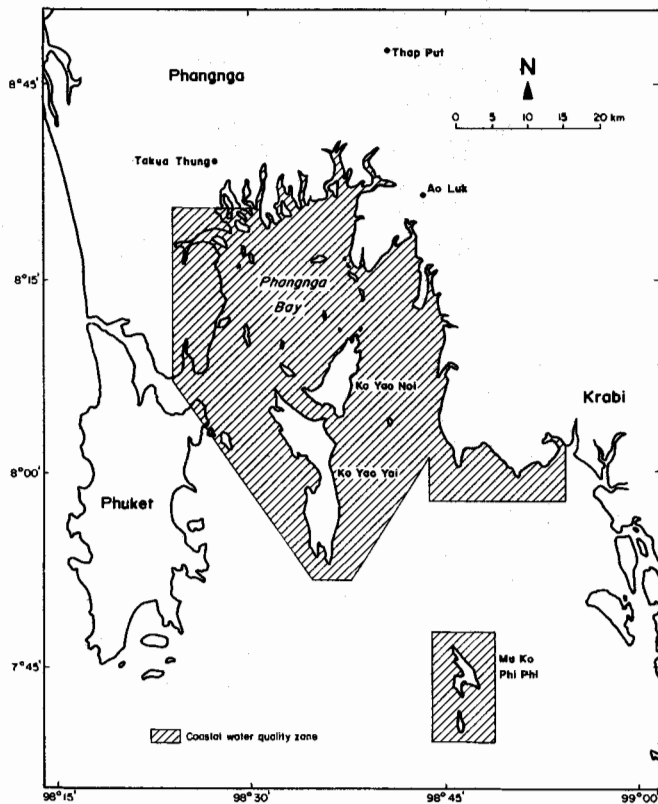 Thap Put
Phangnga
8°45'
N
0 5 10 15 20 km
Takua Thung
Ao Luk
8°15'
Phangnga
Bay
Ko Yao Noi
Krabi
8°00'
Ko Yao Yai
Phuket
7°45'
Mu Ko
Phi Phi
Coastal water quality zone
98°15'
98°30'
98°45'
99°00'